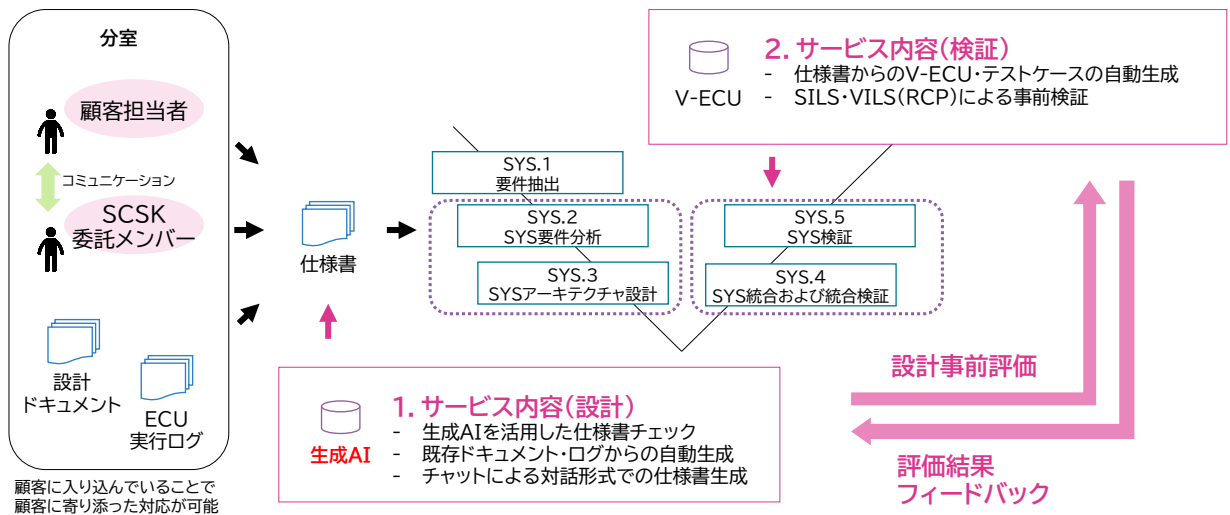 分室
顧客担当者
コミュニケーション
SCSK
委託メンバー
設計
ドキュメント
ECU
実行ログ
顧客に入り込んでいることで
顧客に寄り添った対応が可能
仕様書
SYS.1
要件抽出
SYS.2
SYS要件分析
SYS.3
SYSアーキテクチャ設計
SYS.5
SYS検証
SYS.4
SYS統合および統合検証
V-ECU
2. サービス内容(検証)
- 仕様書からのV-ECU・テストケースの自動生成
- SILS・VILS(RCP)による事前検証
生成AI
1. サービス内容(設計)
- 生成AIを活用した仕様書チェック
- 既存ドキュメント・ログからの自動生成
- チャットによる対話形式での仕様書生成
設計事前評価
評価結果
フィードバック